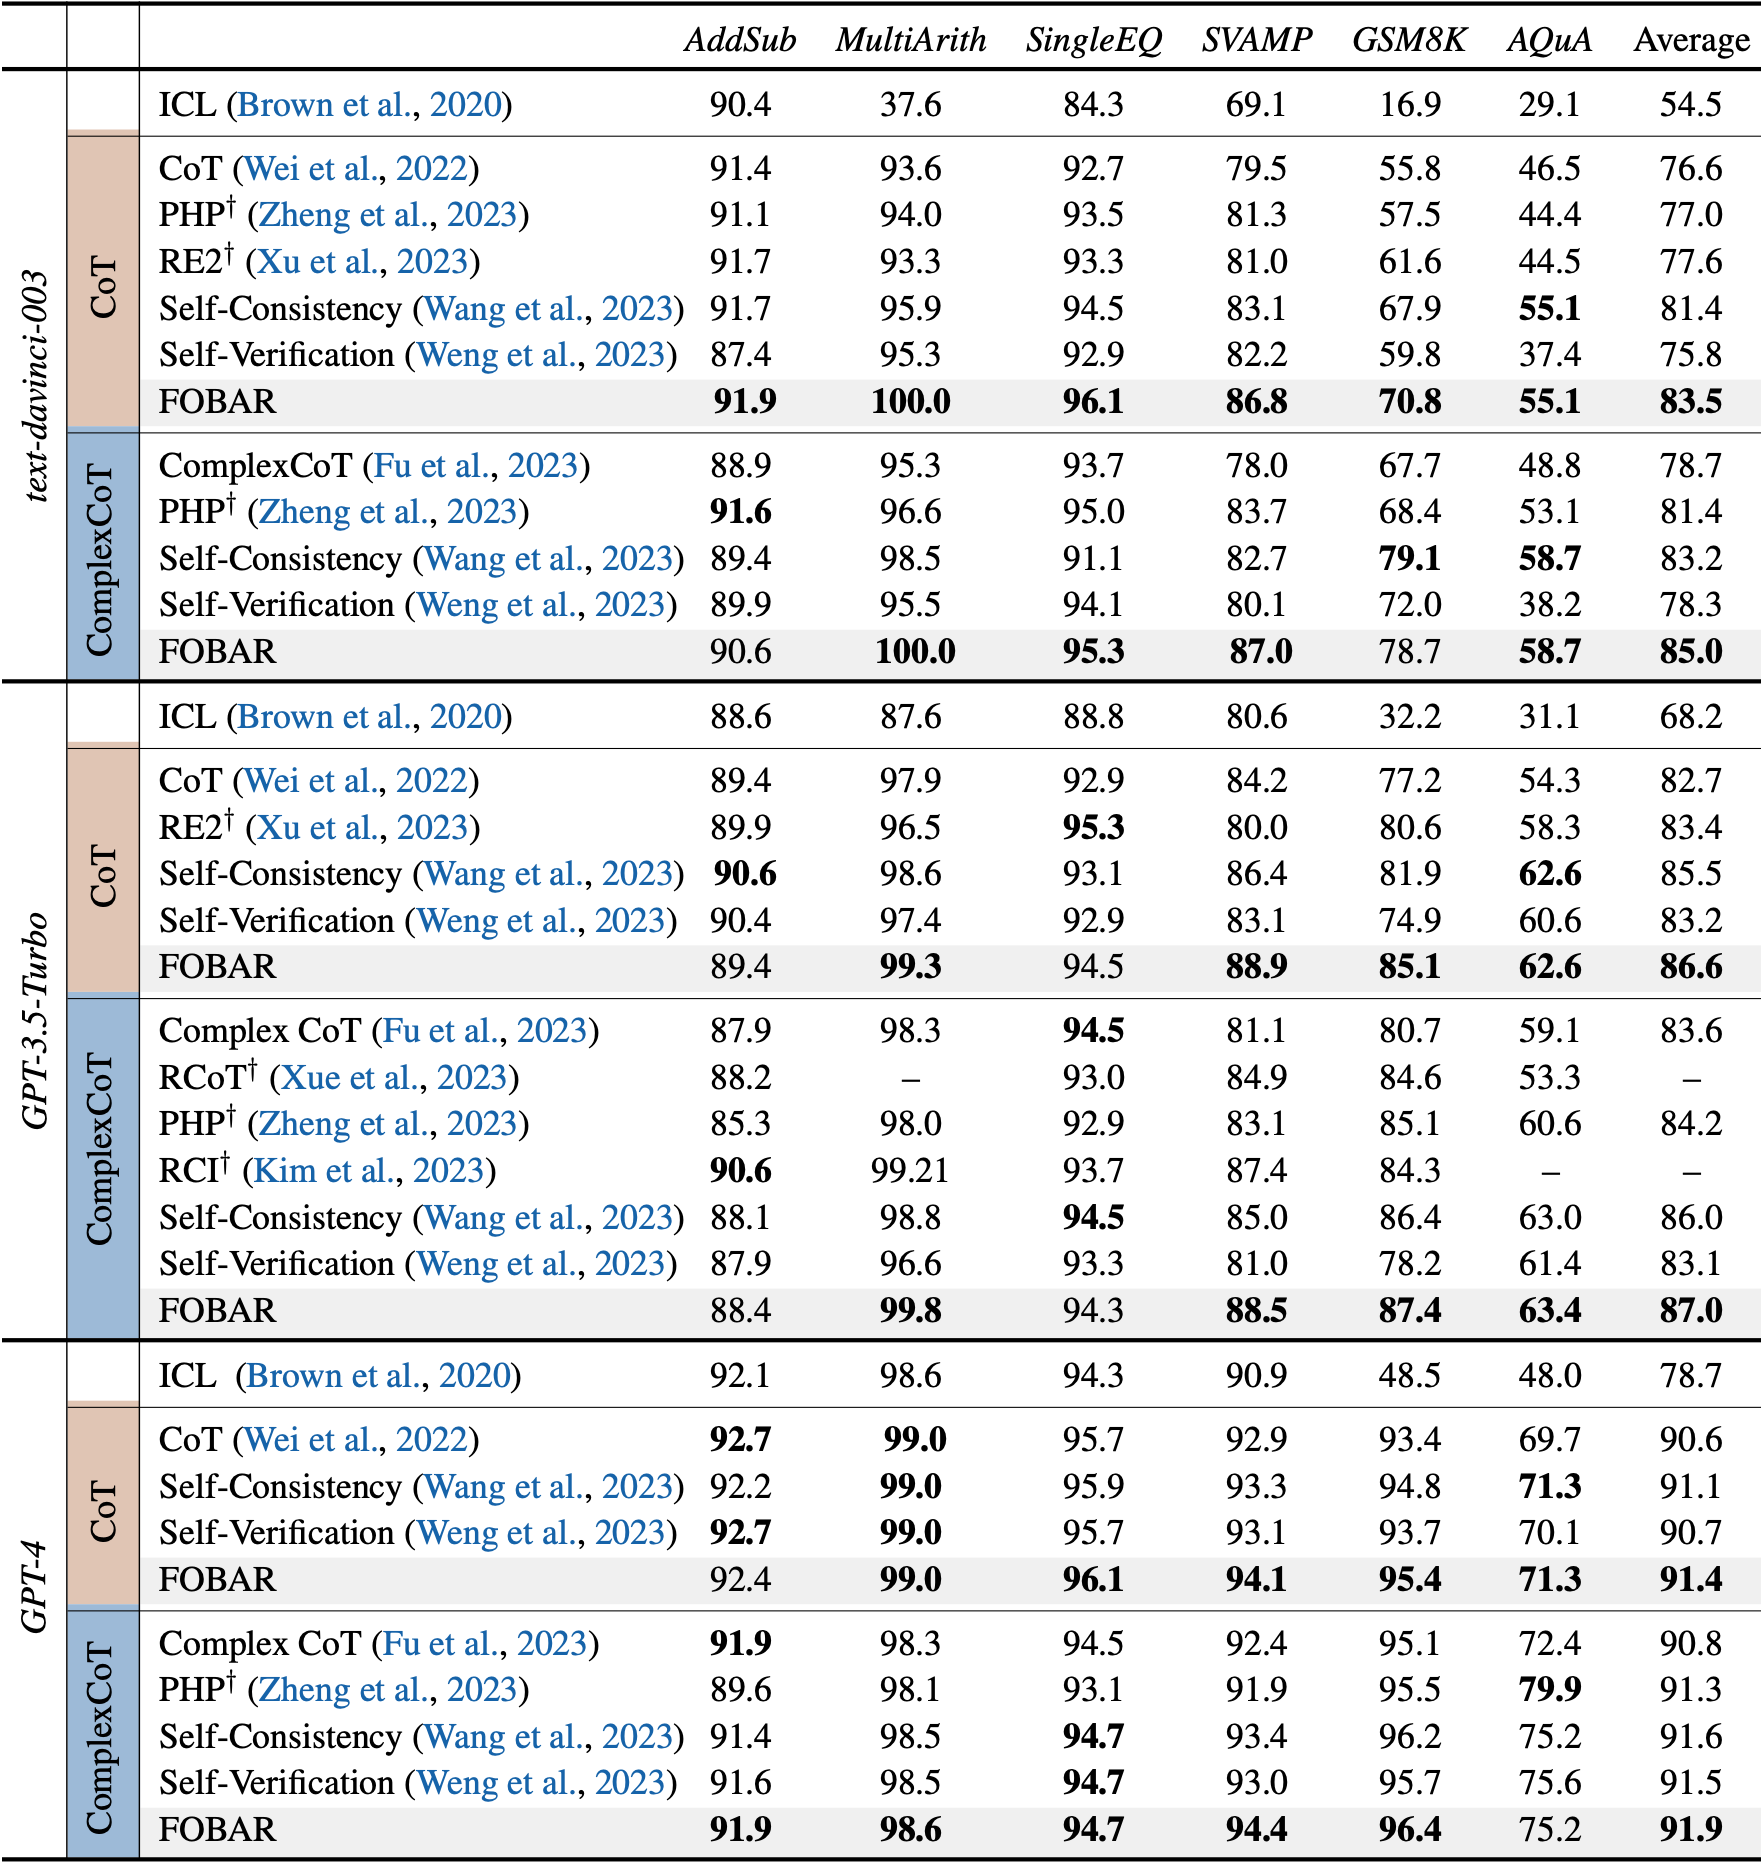 AddSub MultiArith SingleEQ SVAMP GSM8K AQuA Average
text-davinci-003
ICL (Brown et al., 2020) 90.4 37.6 84.3 69.1 16.9 29.1 54.5
CoT
CoT (Wei et al., 2022) 91.4 93.6 92.7 79.5 55.8 46.5 76.6
PHP† (Zheng et al., 2023) 91.1 94.0 93.5 81.3 57.5 44.4 77.0
RE2† (Xu et al., 2023) 91.7 93.3 93.3 81.0 61.6 44.5 77.6
Self-Consistency (Wang et al., 2023) 91.7 95.9 94.5 83.1 67.9 55.1 81.4
Self-Verification (Weng et al., 2023) 87.4 95.3 92.9 82.2 59.8 37.4 75.8
FOBAR 91.9 100.0 96.1 86.8 70.8 55.1 83.5
ComplexCoT
ComplexCoT (Fu et al., 2023) 88.9 95.3 93.7 78.0 67.7 48.8 78.7
PHP† (Zheng et al., 2023) 91.6 96.6 95.0 83.7 68.4 53.1 81.4
Self-Consistency (Wang et al., 2023) 89.4 98.5 91.1 82.7 79.1 58.7 83.2
Self-Verification (Weng et al., 2023) 89.9 95.5 94.1 80.1 72.0 38.2 78.3
FOBAR 90.6 100.0 95.3 87.0 78.7 58.7 85.0
GPT-3.5-Turbo
ICL (Brown et al., 2020) 88.6 87.6 88.8 80.6 32.2 31.1 68.2
CoT
CoT (Wei et al., 2022) 89.4 97.9 92.9 84.2 77.2 54.3 82.7
RE2† (Xu et al., 2023) 89.9 96.5 95.3 80.0 80.6 58.3 83.4
Self-Consistency (Wang et al., 2023) 90.6 98.6 93.1 86.4 81.9 62.6 85.5
Self-Verification (Weng et al., 2023) 90.4 97.4 92.9 83.1 74.9 60.6 83.2
FOBAR 89.4 99.3 94.5 88.9 85.1 62.6 86.6
ComplexCoT
Complex CoT (Fu et al., 2023) 87.9 98.3 94.5 81.1 80.7 59.1 83.6
RCoT† (Xue et al., 2023) 88.2 – 93.0 84.9 84.6 53.3 –
PHP† (Zheng et al., 2023) 85.3 98.0 92.9 83.1 85.1 60.6 84.2
RCI† (Kim et al., 2023) 90.6 99.21 93.7 87.4 84.3 – –
Self-Consistency (Wang et al., 2023) 88.1 98.8 94.5 85.0 86.4 63.0 86.0
Self-Verification (Weng et al., 2023) 87.9 96.6 93.3 81.0 78.2 61.4 83.1
FOBAR 88.4 99.8 94.3 88.5 87.4 63.4 87.0
GPT-4
ICL (Brown et al., 2020) 92.1 98.6 94.3 90.9 48.5 48.0 78.7
CoT
CoT (Wei et al., 2022) 92.7 99.0 95.7 92.9 93.4 69.7 90.6
Self-Consistency (Wang et al., 2023) 92.2 99.0 95.9 93.3 94.8 71.3 91.1
Self-Verification (Weng et al., 2023) 92.7 99.0 95.7 93.1 93.7 70.1 90.7
FOBAR 92.4 99.0 96.1 94.1 95.4 71.3 91.4
ComplexCoT
Complex CoT (Fu et al., 2023) 91.9 98.3 94.5 92.4 95.1 72.4 90.8
PHP† (Zheng et al., 2023) 89.6 98.1 93.1 91.9 95.5 79.9 91.3
Self-Consistency (Wang et al., 2023) 91.4 98.5 94.7 93.4 96.2 75.2 91.6
Self-Verification (Weng et al., 2023) 91.6 98.5 94.7 93.0 95.7 75.6 91.5
FOBAR 91.9 98.6 94.7 94.4 96.4 75.2 91.9